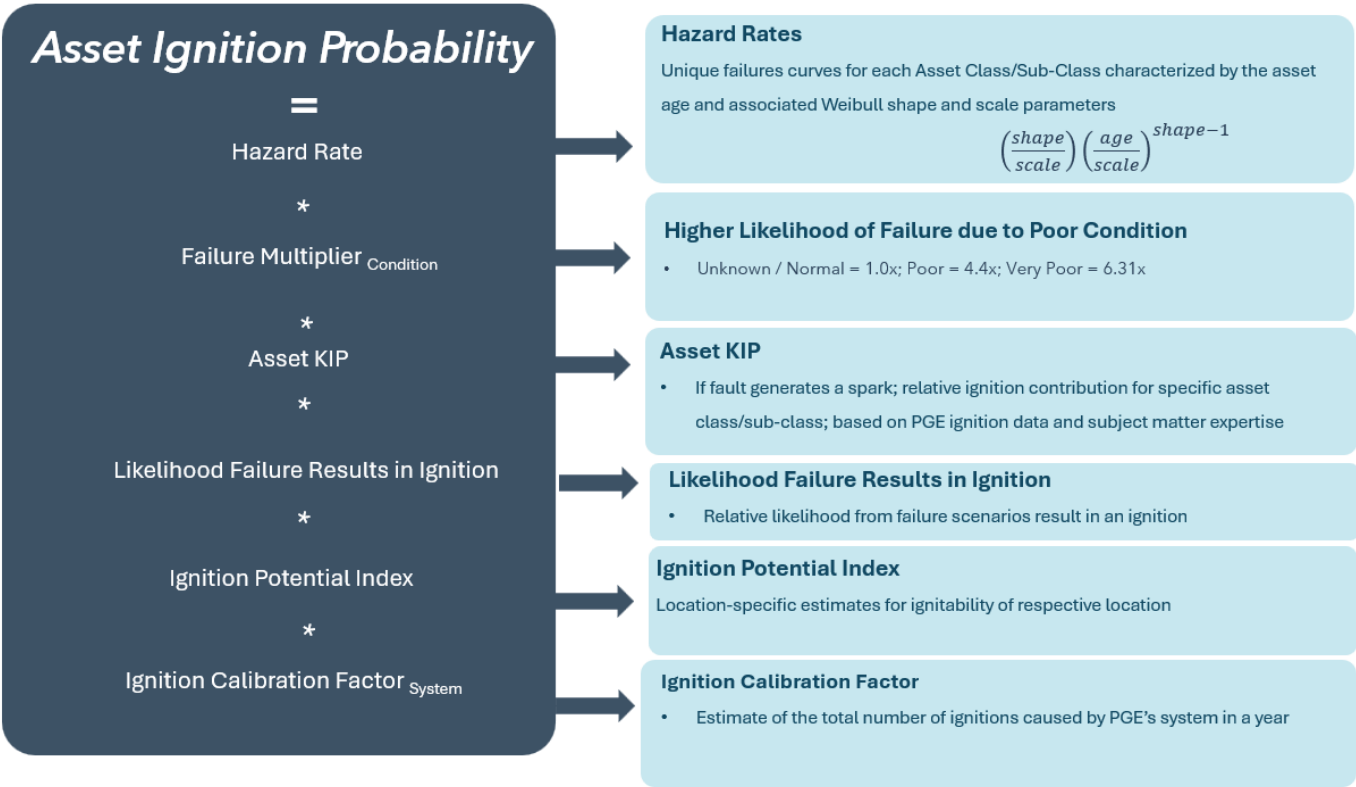 Asset Ignition Probability
=
Hazard Rate
*
Failure Multiplier Condition
*
Asset KIP
*
Likelihood Failure Results in Ignition
*
Ignition Potential Index
*
Ignition Calibration Factor System
Hazard Rates
Unique failures curves for each Asset Class/Sub-Class characterized by the asset
age and associated Weibull shape and scale parameters
(shape/scale)(age/scale)^shape−1
Higher Likelihood of Failure due to Poor Condition
• Unknown / Normal = 1.0x; Poor = 4.4x; Very Poor = 6.31x
Asset KIP
• If fault generates a spark; relative ignition contribution for specific asset
class/sub-class; based on PGE ignition data and subject matter expertise
Likelihood Failure Results in Ignition
• Relative likelihood from failure scenarios result in an ignition
Ignition Potential Index
Location-specific estimates for ignitability of respective location
Ignition Calibration Factor
• Estimate of the total number of ignitions caused by PGE's system in a year